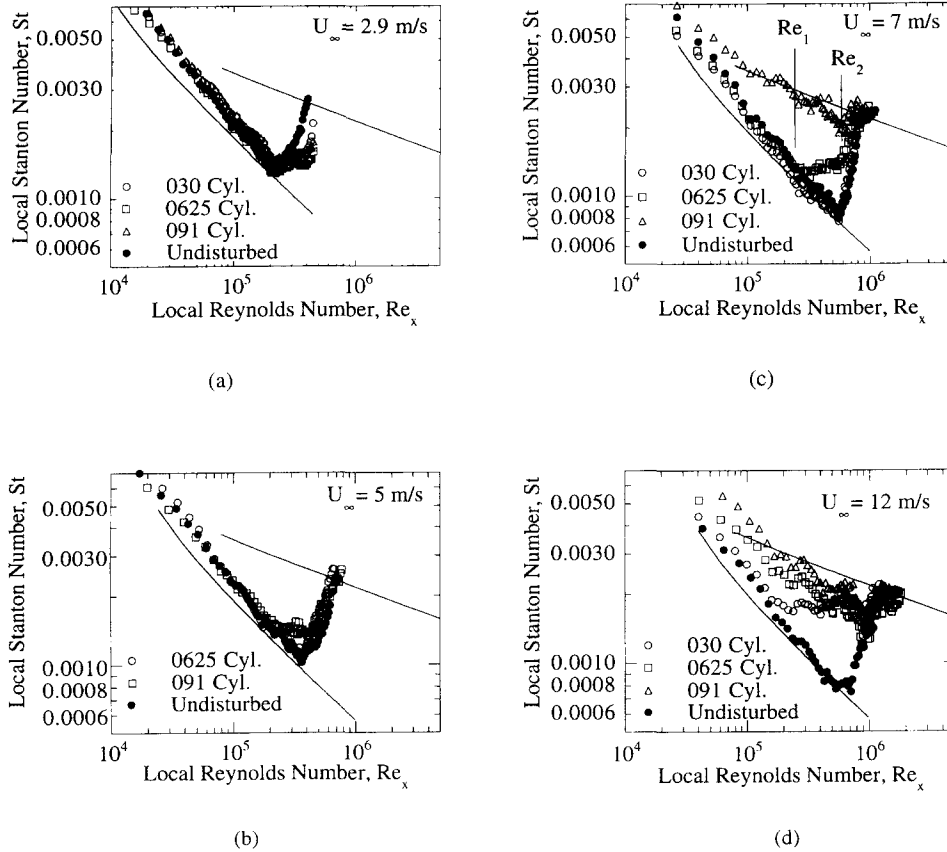 Local Stanton Number, St
0.0050
0.0030
0.0010
0.0008
0.0006
U∞ = 2.9 m/s
030 Cyl.
0625 Cyl.
091 Cyl.
Undisturbed
10^4
10^5
10^6
Local Reynolds Number, Re_x
(a)
Local Stanton Number, St
0.0050
0.0030
0.0010
0.0008
0.0006
U∞ = 7 m/s
Re_1
Re_2
030 Cyl.
0625 Cyl.
091 Cyl.
Undisturbed
10^4
10^5
10^6
Local Reynolds Number, Re_x
(c)
Local Stanton Number, St
0.0050
0.0030
0.0010
0.0008
0.0006
U∞ = 5 m/s
0625 Cyl.
091 Cyl.
Undisturbed
10^4
10^5
10^6
Local Reynolds Number, Re_x
(b)
Local Stanton Number, St
0.0050
0.0030
0.0010
0.0008
0.0006
U∞ = 12 m/s
030 Cyl.
0625 Cyl.
091 Cyl.
Undisturbed
10^4
10^5
10^6
Local Reynolds Number, Re_x
(d)